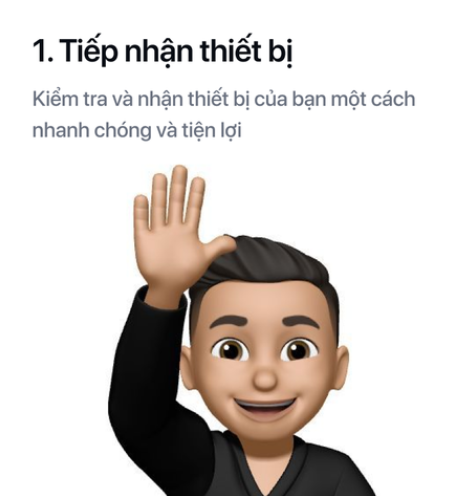 1. Tiếp nhận thiết bị
Kiểm tra và nhận thiết bị của bạn một cách
nhanh chóng và tiện lợi